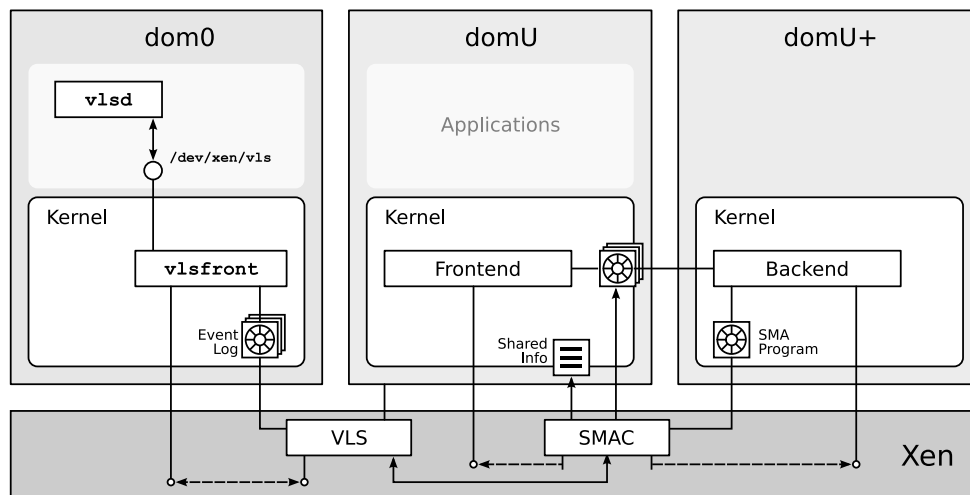 dom0
domU
domU+
vlsd
Applications
/dev/xen/vls
Kernel
Kernel
Kernel
vlsfront
Frontend
Backend
Event
Log
Shared
Info
SMA
Program
VLS
SMAC
Xen